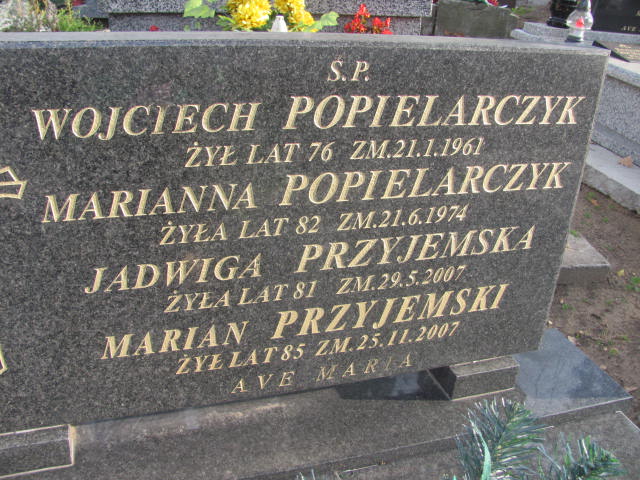 Ś.P.
WOJCIECH POPIELARCZYK
ŻYŁ LAT 76 ZM.21.1.1961
MARIANNA POPIELARCZYK
ŻYŁA LAT 82 ZM.21.6.1974
JADWIGA PRZYJEMSKA
ŻYŁA LAT 81 ZM.29.5.2007
MARIAN PRZYJEMSKI
ŻYŁ LAT 85 ZM.25.11.2007
AVE MARIA